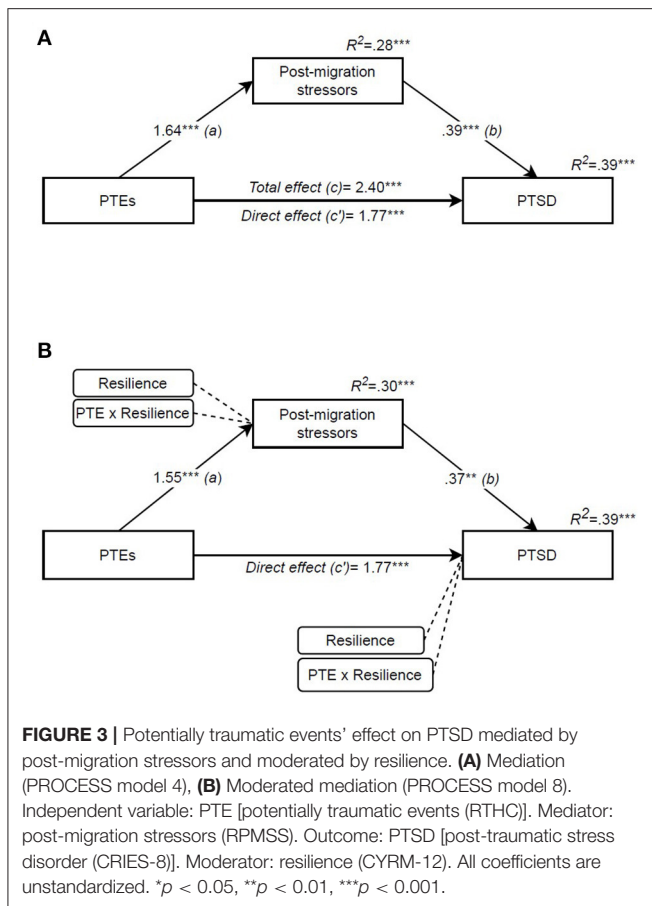 A
R²=.28***
Post-migration
stressors
1.64*** (a)
.39*** (b)
R²=.39***
PTEs
Total effect (c)= 2.40***
Direct effect (c')= 1.77***
PTSD
B
Resilience
PTE x Resilience
R²=.30***
Post-migration
stressors
1.55*** (a)
.37** (b)
R²=.39***
PTEs
Direct effect (c')= 1.77***
PTSD
Resilience
PTE x Resilience
FIGURE 3 | Potentially traumatic events' effect on PTSD mediated by
post-migration stressors and moderated by resilience. (A) Mediation
(PROCESS model 4), (B) Moderated mediation (PROCESS model 8).
Independent variable: PTE [potentially traumatic events (RTHC)]. Mediator:
post-migration stressors (RPMSS). Outcome: PTSD [post-traumatic stress
disorder (CRIES-8)]. Moderator: resilience (CYRM-12). All coefficients are
unstandardized. *p < 0.05, **p < 0.01, ***p < 0.001.